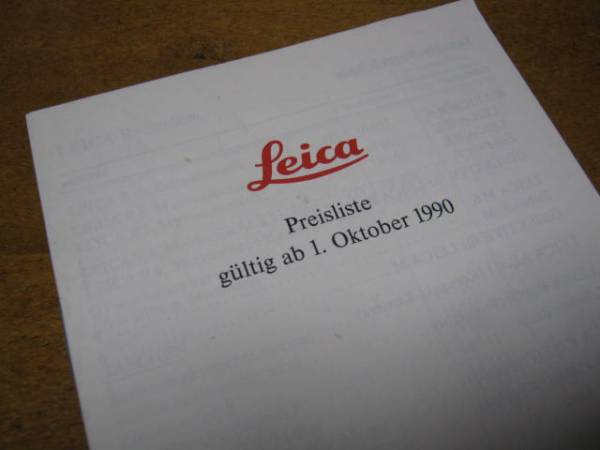 Leica
Preisliste
gültig ab 1. Oktober 1990